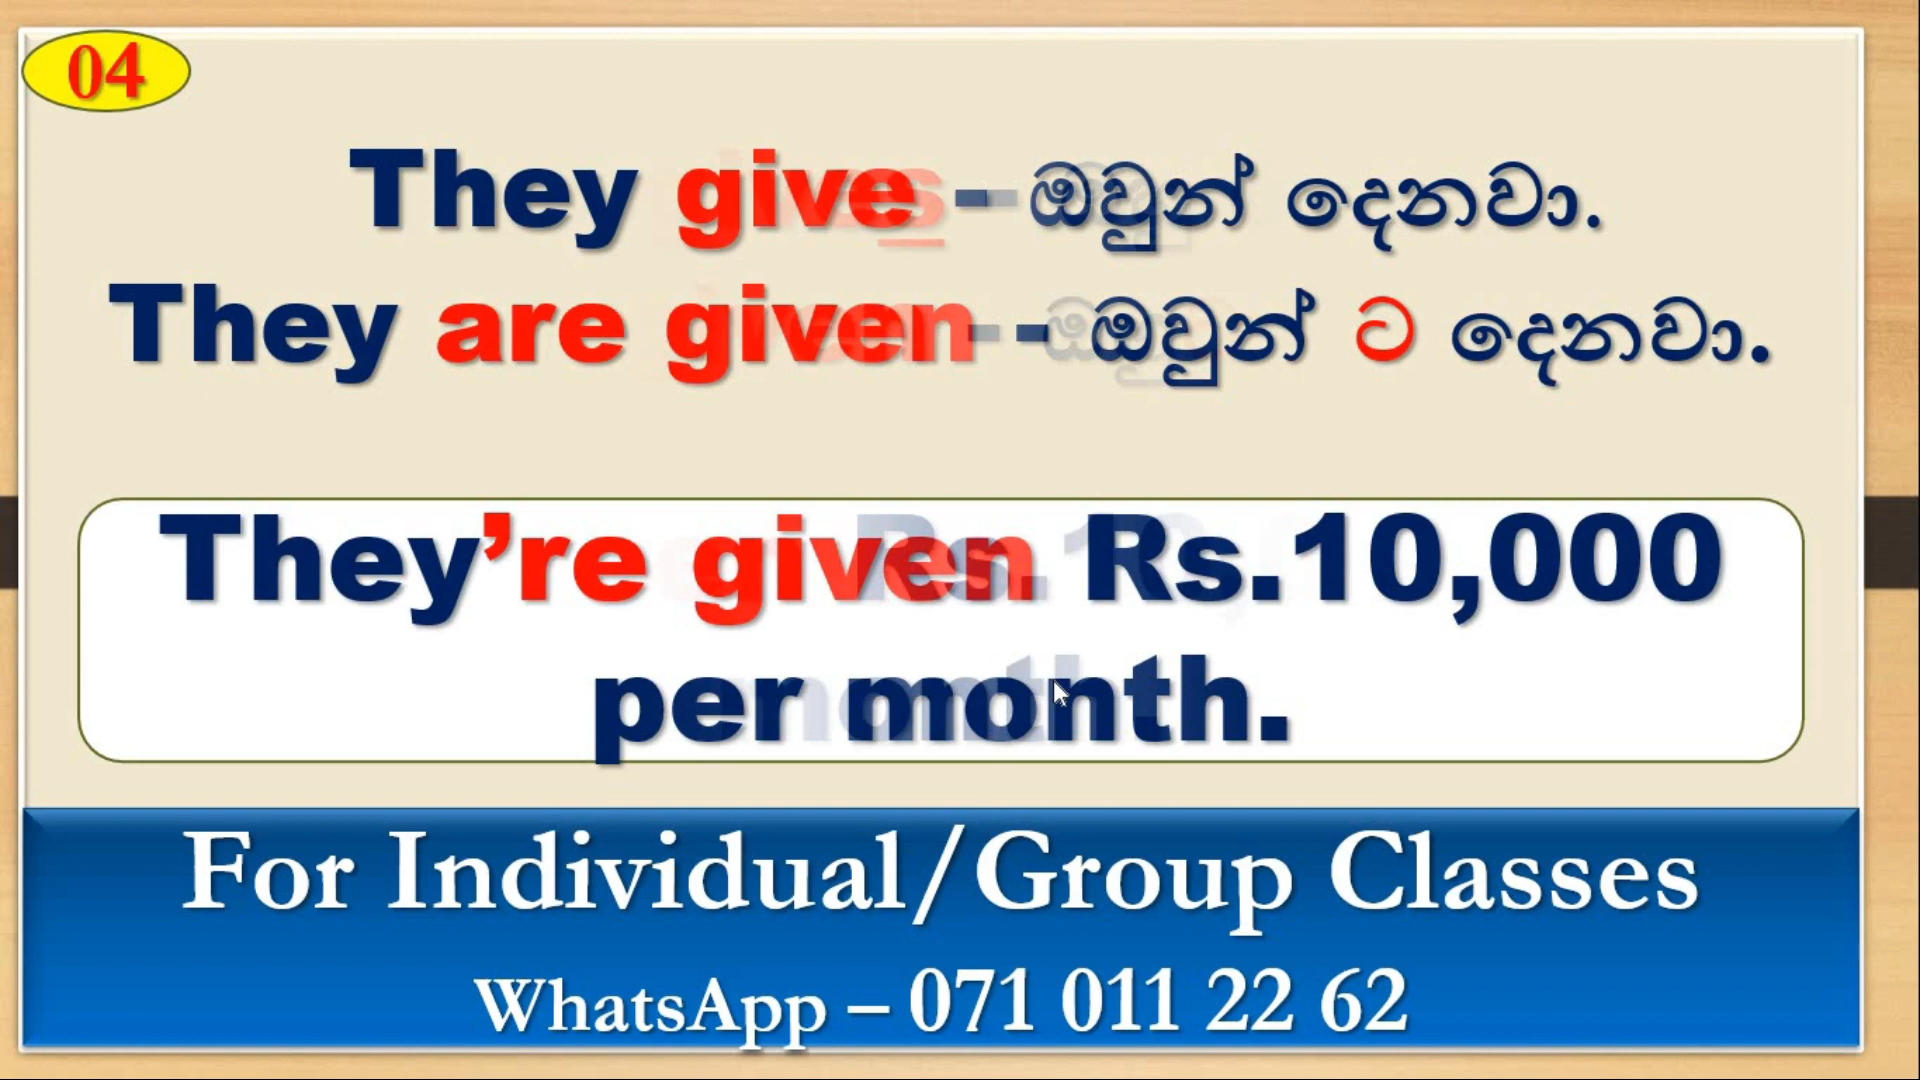 04
They give - ඔවුන් දෙනවා.
They are given - ඔවුන් ට දෙනවා.
They’re given Rs.10,000
per month.
For Individual/Group Classes
WhatsApp – 071 011 22 62